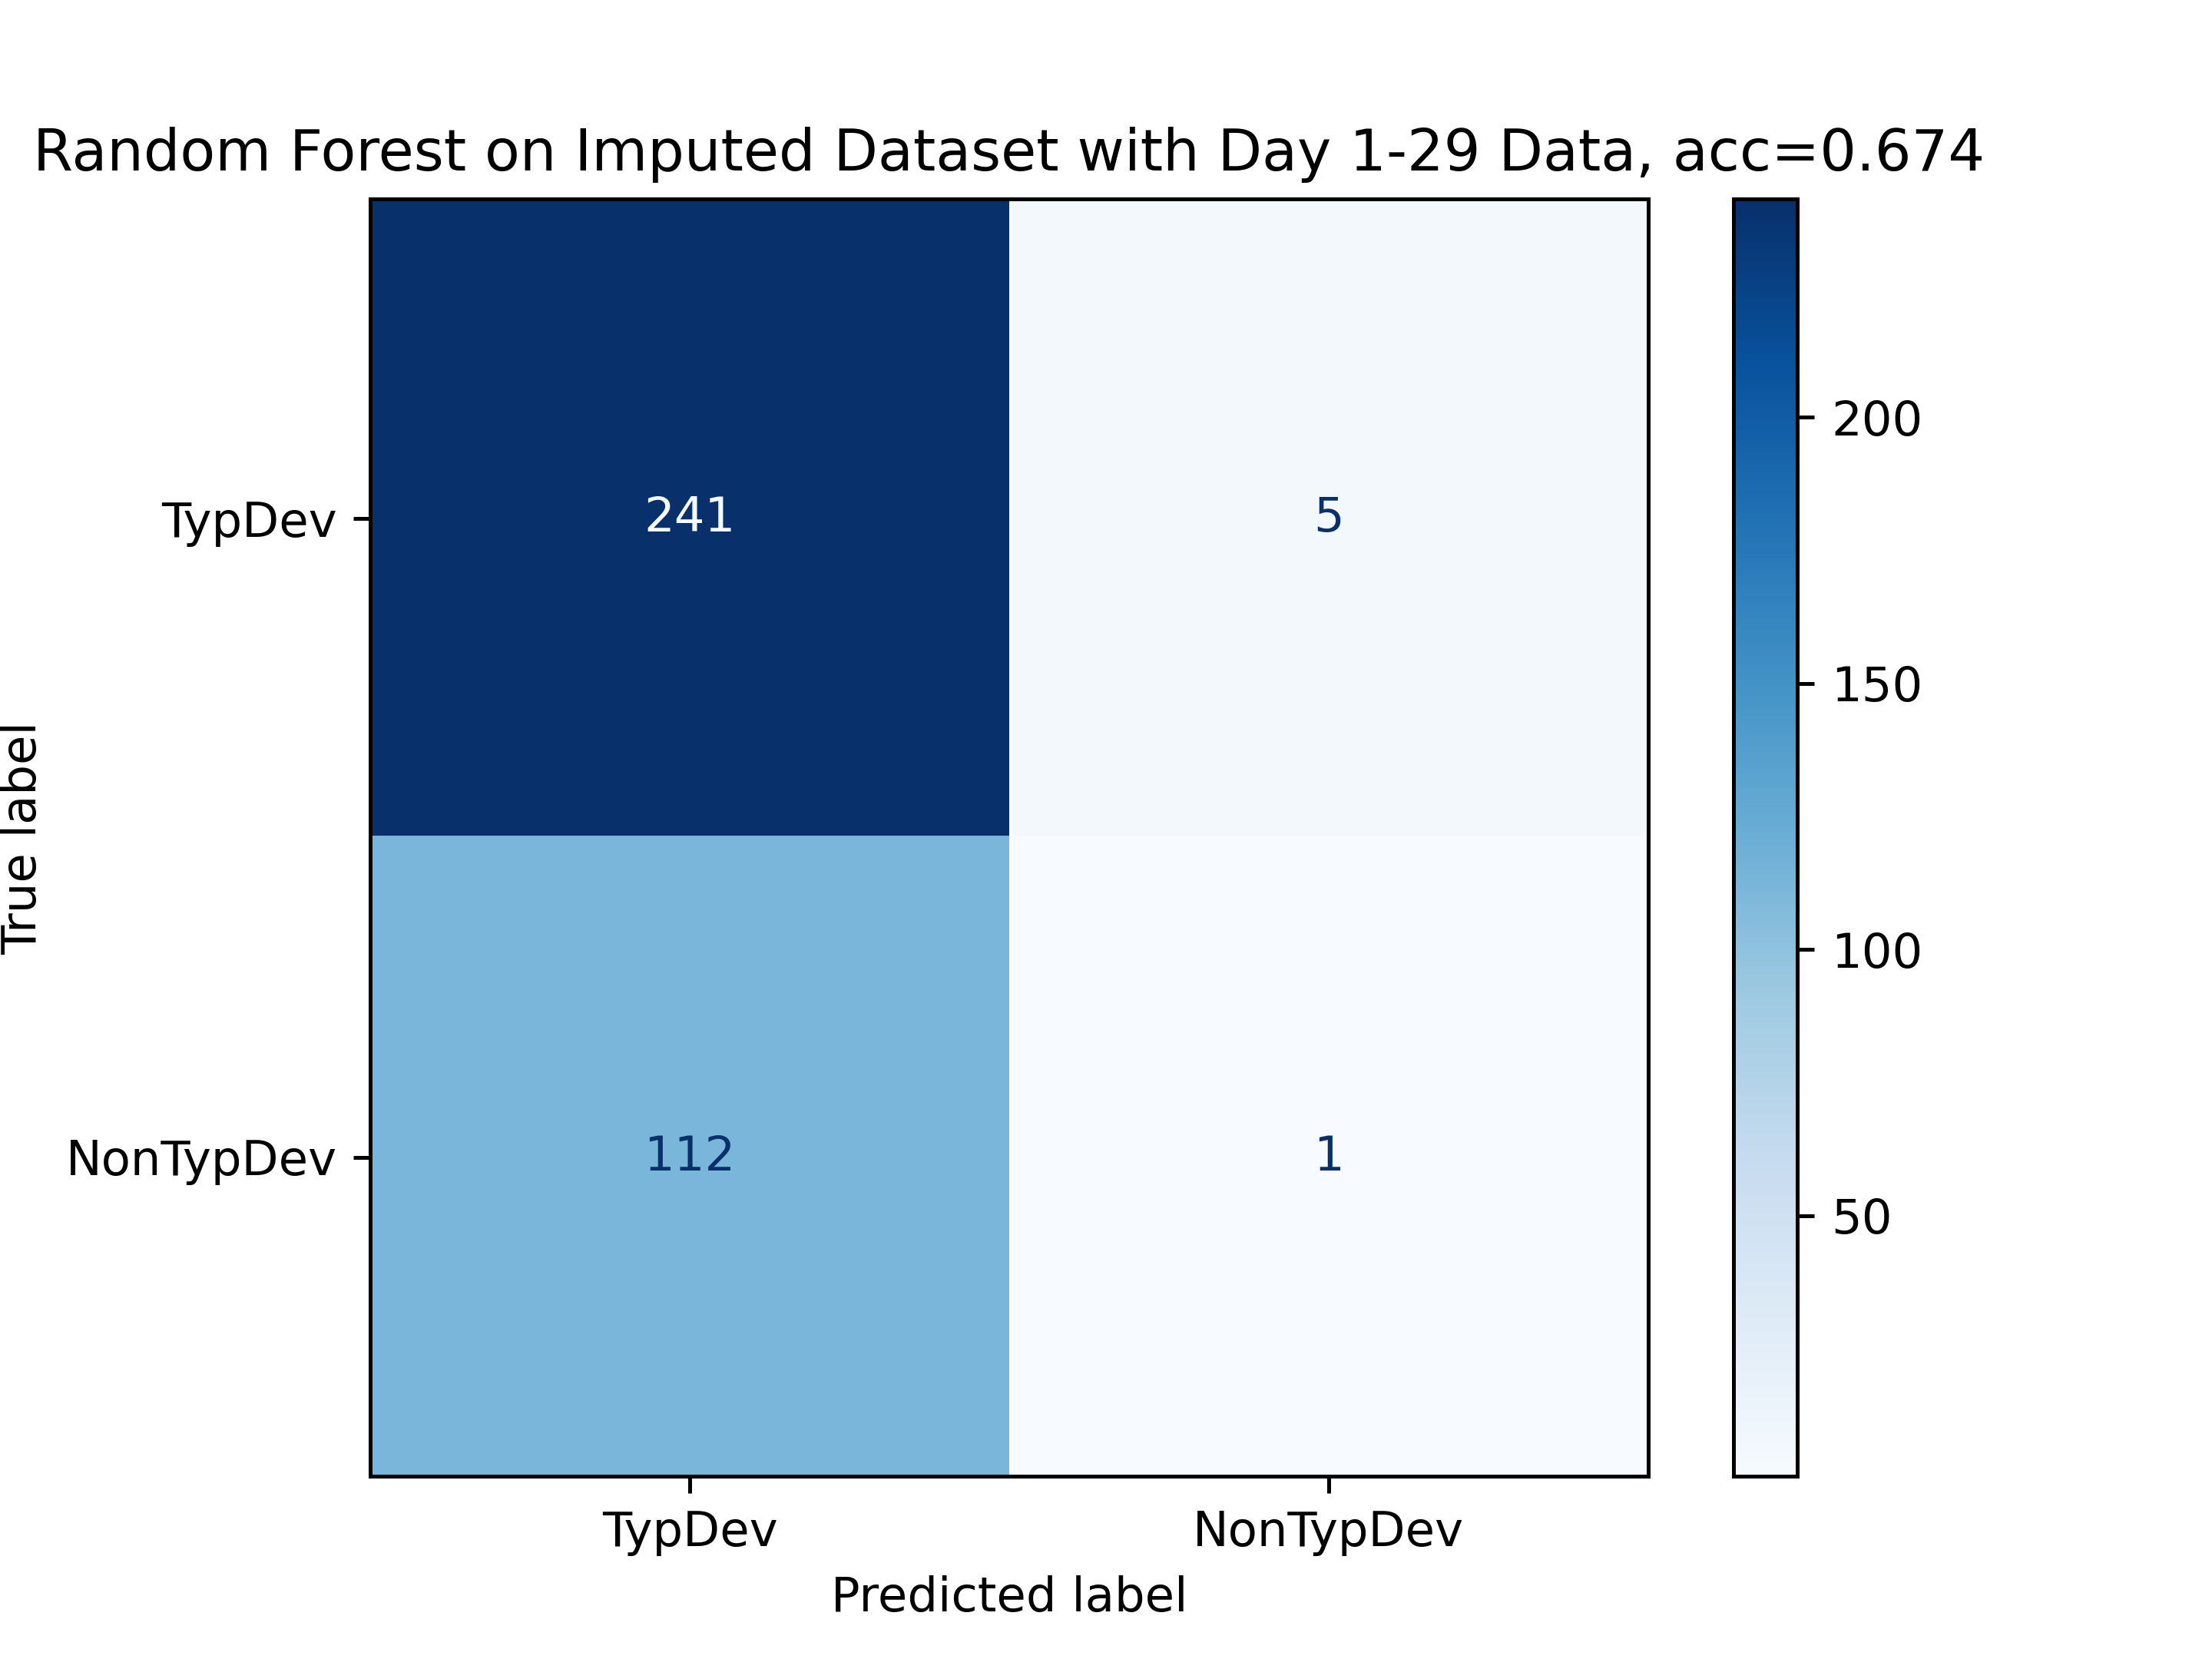 Random Forest on Imputed Dataset with Day 1-29 Data, acc=0.674
True label
TypDev
241
5
NonTypDev
112
1
TypDev
NonTypDev
Predicted label
200
150
100
50